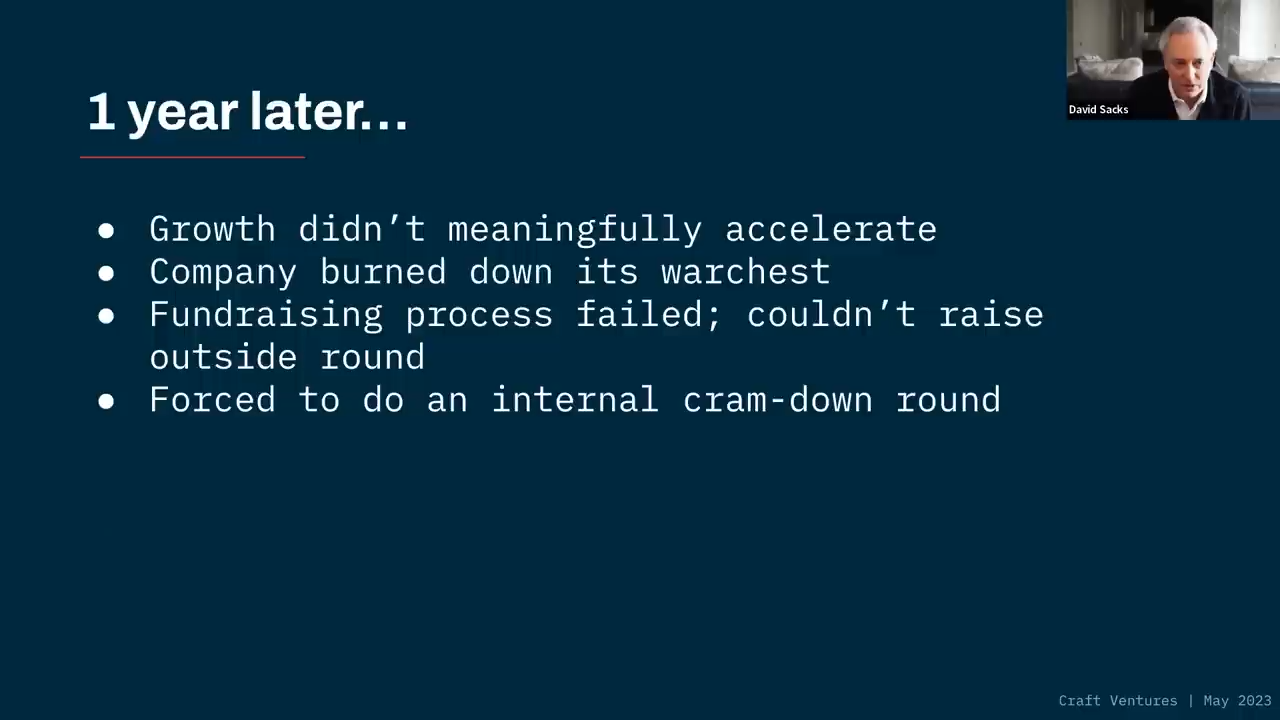 1 year later...
David Sacks
● Growth didn’t meaningfully accelerate
● Company burned down its warchest
● Fundraising process failed; couldn’t raise
outside round
● Forced to do an internal cram-down round
Craft Ventures | May 2023